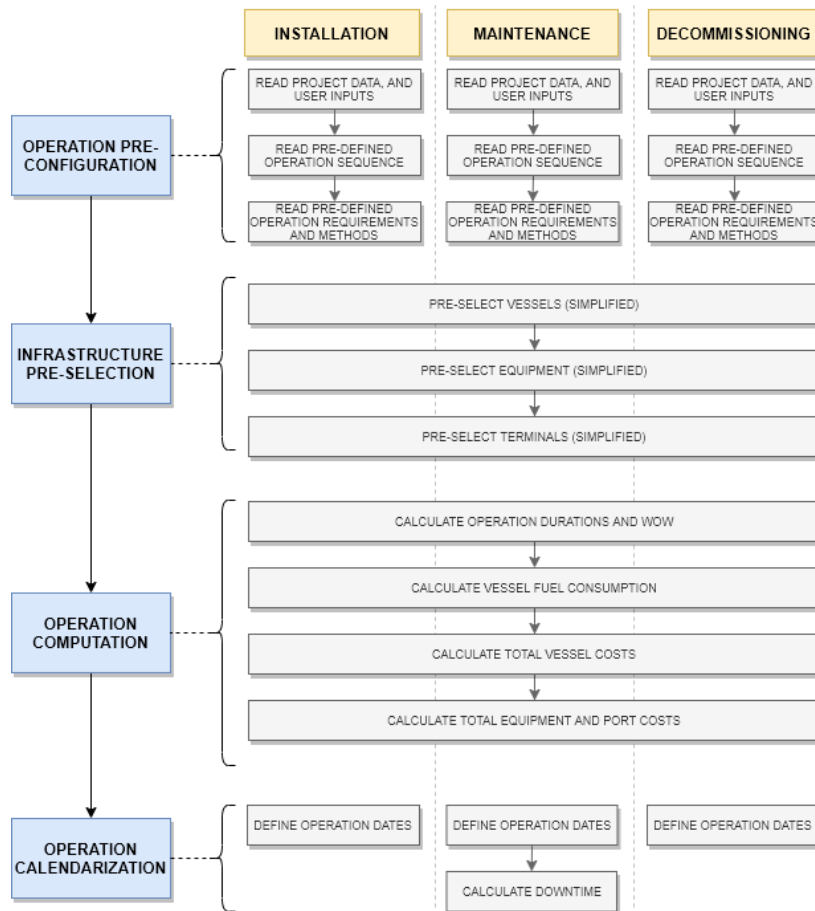 INSTALLATION
MAINTENANCE
DECOMMISSIONING
OPERATION PRE-
CONFIGURATION
READ PROJECT DATA, AND
USER INPUTS
READ PRE-DEFINED
OPERATION SEQUENCE
READ PRE-DEFINED
OPERATION REQUIREMENTS
AND METHODS
READ PROJECT DATA, AND
USER INPUTS
READ PRE-DEFINED
OPERATION SEQUENCE
READ PRE-DEFINED
OPERATION REQUIREMENTS
AND METHODS
READ PROJECT DATA, AND
USER INPUTS
READ PRE-DEFINED
OPERATION SEQUENCE
READ PRE-DEFINED
OPERATION REQUIREMENTS
AND METHODS
INFRASTRUCTURE
PRE-SELECTION
PRE-SELECT VESSELS (SIMPLIFIED)
PRE-SELECT EQUIPMENT (SIMPLIFIED)
PRE-SELECT TERMINALS (SIMPLIFIED)
OPERATION
COMPUTATION
CALCULATE OPERATION DURATIONS AND WOW
CALCULATE VESSEL FUEL CONSUMPTION
CALCULATE TOTAL VESSEL COSTS
CALCULATE TOTAL EQUIPMENT AND PORT COSTS
OPERATION
CALENDARIZATION
DEFINE OPERATION DATES
DEFINE OPERATION DATES
CALCULATE DOWNTIME
DEFINE OPERATION DATES